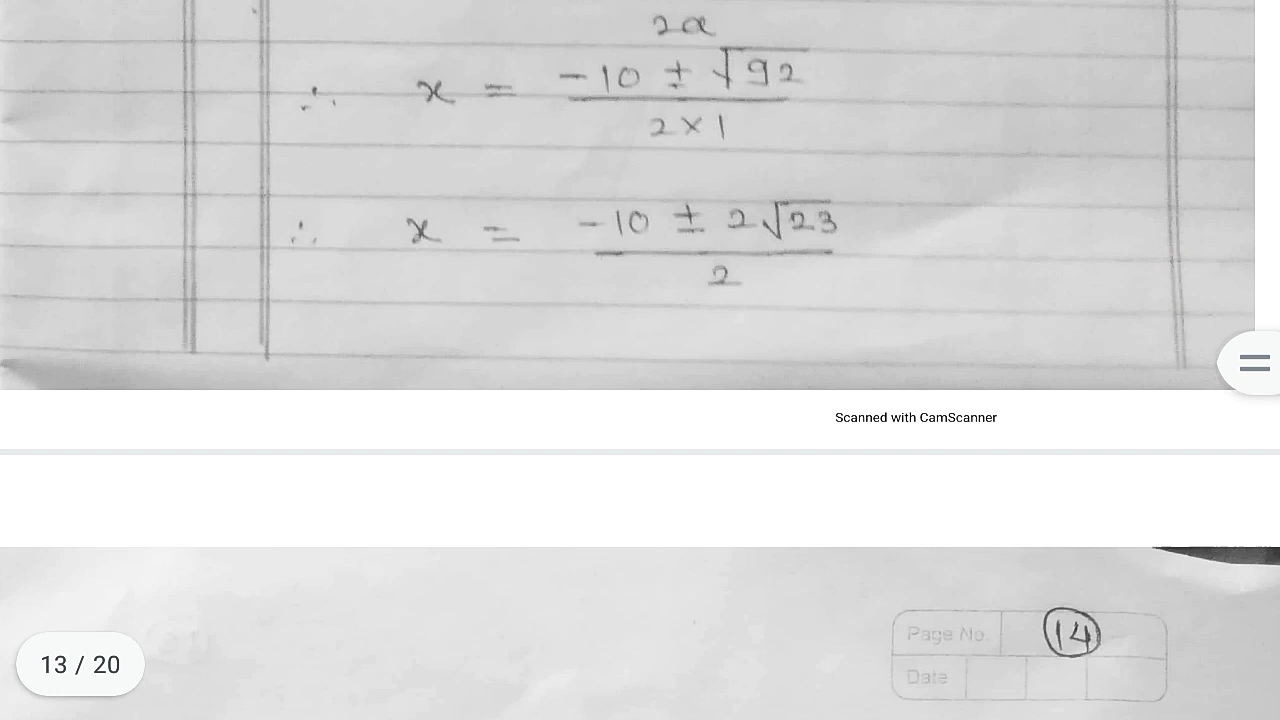 2a
∴ x = -10 ± √92
2 × 1
∴ x = -10 ± 2√23
2
Scanned with CamScanner
Page No. 14
13 / 20
Date